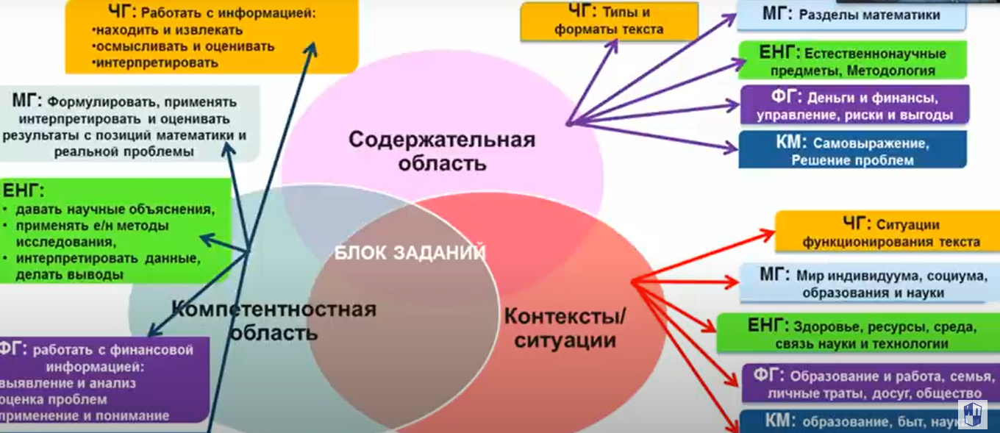 ЧГ: Работать с информацией:
•находить и извлекать
•осмысливать и оценивать
•интерпретировать
МГ: Формулировать, применять
интерпретировать и оценивать
результаты с позиций математики и
реальной проблемы
ЕНГ:
• давать научные объяснения,
• применять е/н методы
исследования,
• интерпретировать данные,
делать выводы
ФГ: работать с финансовой
информацией:
выявление и анализ
оценка проблем
применение и понимание
Содержательная
область
БЛОК ЗАДАНИЙ
Компетентностная
область
Контексты/
ситуации
ЧГ: Типы и
форматы текста
МГ: Разделы математики
ЕНГ: Естественнонаучные
предметы, Методология
ФГ: Деньги и финансы,
управление, риски и выгоды
КМ: Самовыражение,
Решение проблем
ЧГ: Ситуации
функционирования текста
МГ: Мир индивидуума, социума,
образования и науки
ЕНГ: Здоровье, ресурсы, среда,
связь науки и технологии
ФГ: Образование и работа, семья,
личные траты, досуг, общество
КМ: образование, быт, наука